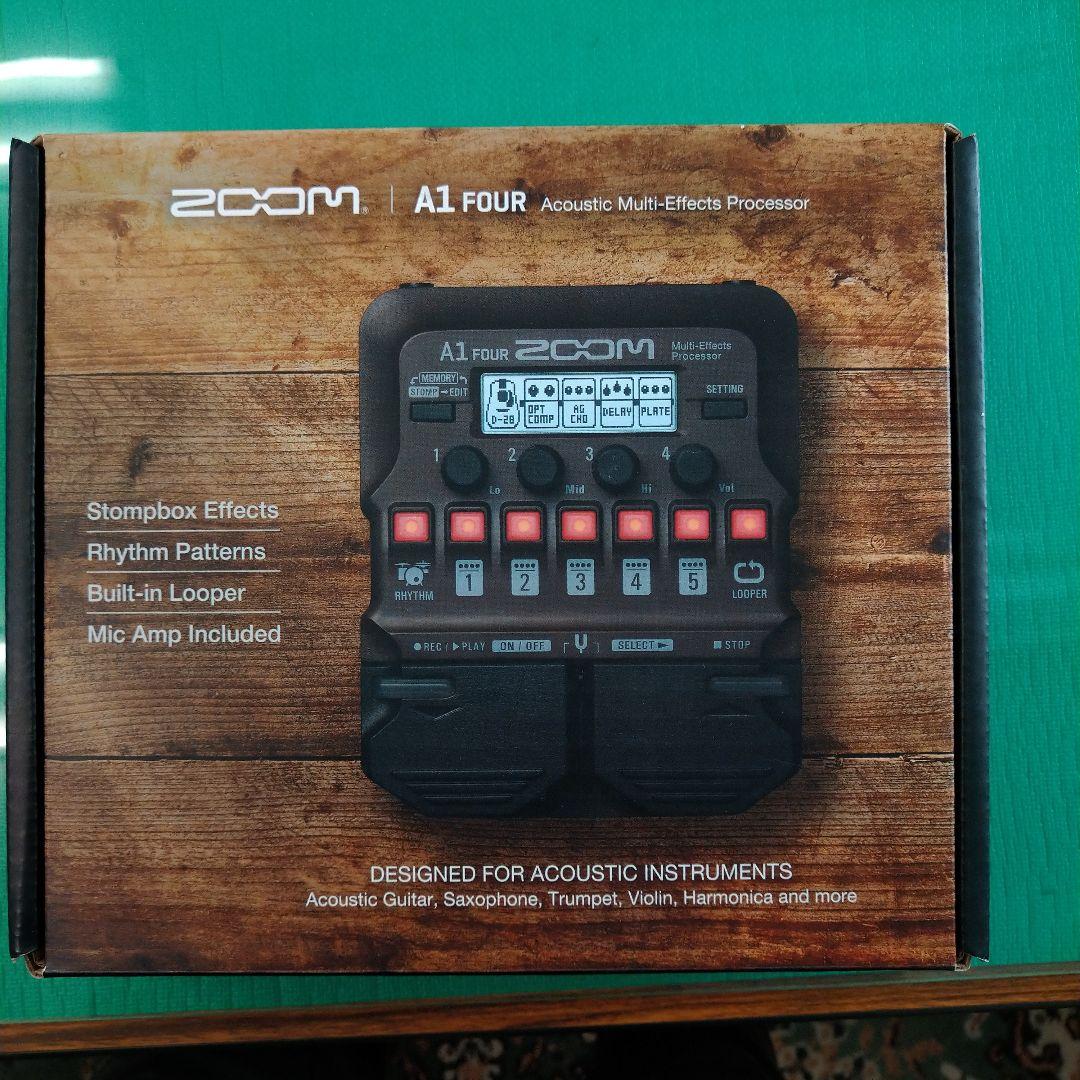 ZOOM® | A1 FOUR Acoustic Multi-Effects Processor
A1 FOUR ZOOM Multi-Effects Processor
MEMORY
STOMP EDIT
SETTING
D-28 OPT COMP AG CHO DELAY PLATE
1 2 3 4
Lo Mid Hi Vol
Stompbox Effects
Rhythm Patterns
Built-in Looper
Mic Amp Included
1 2 3 4 5
RHYTHM LOOPER
REC / PLAY ON / OFF SELECT STOP
DESIGNED FOR ACOUSTIC INSTRUMENTS
Acoustic Guitar, Saxophone, Trumpet, Violin, Harmonica and more